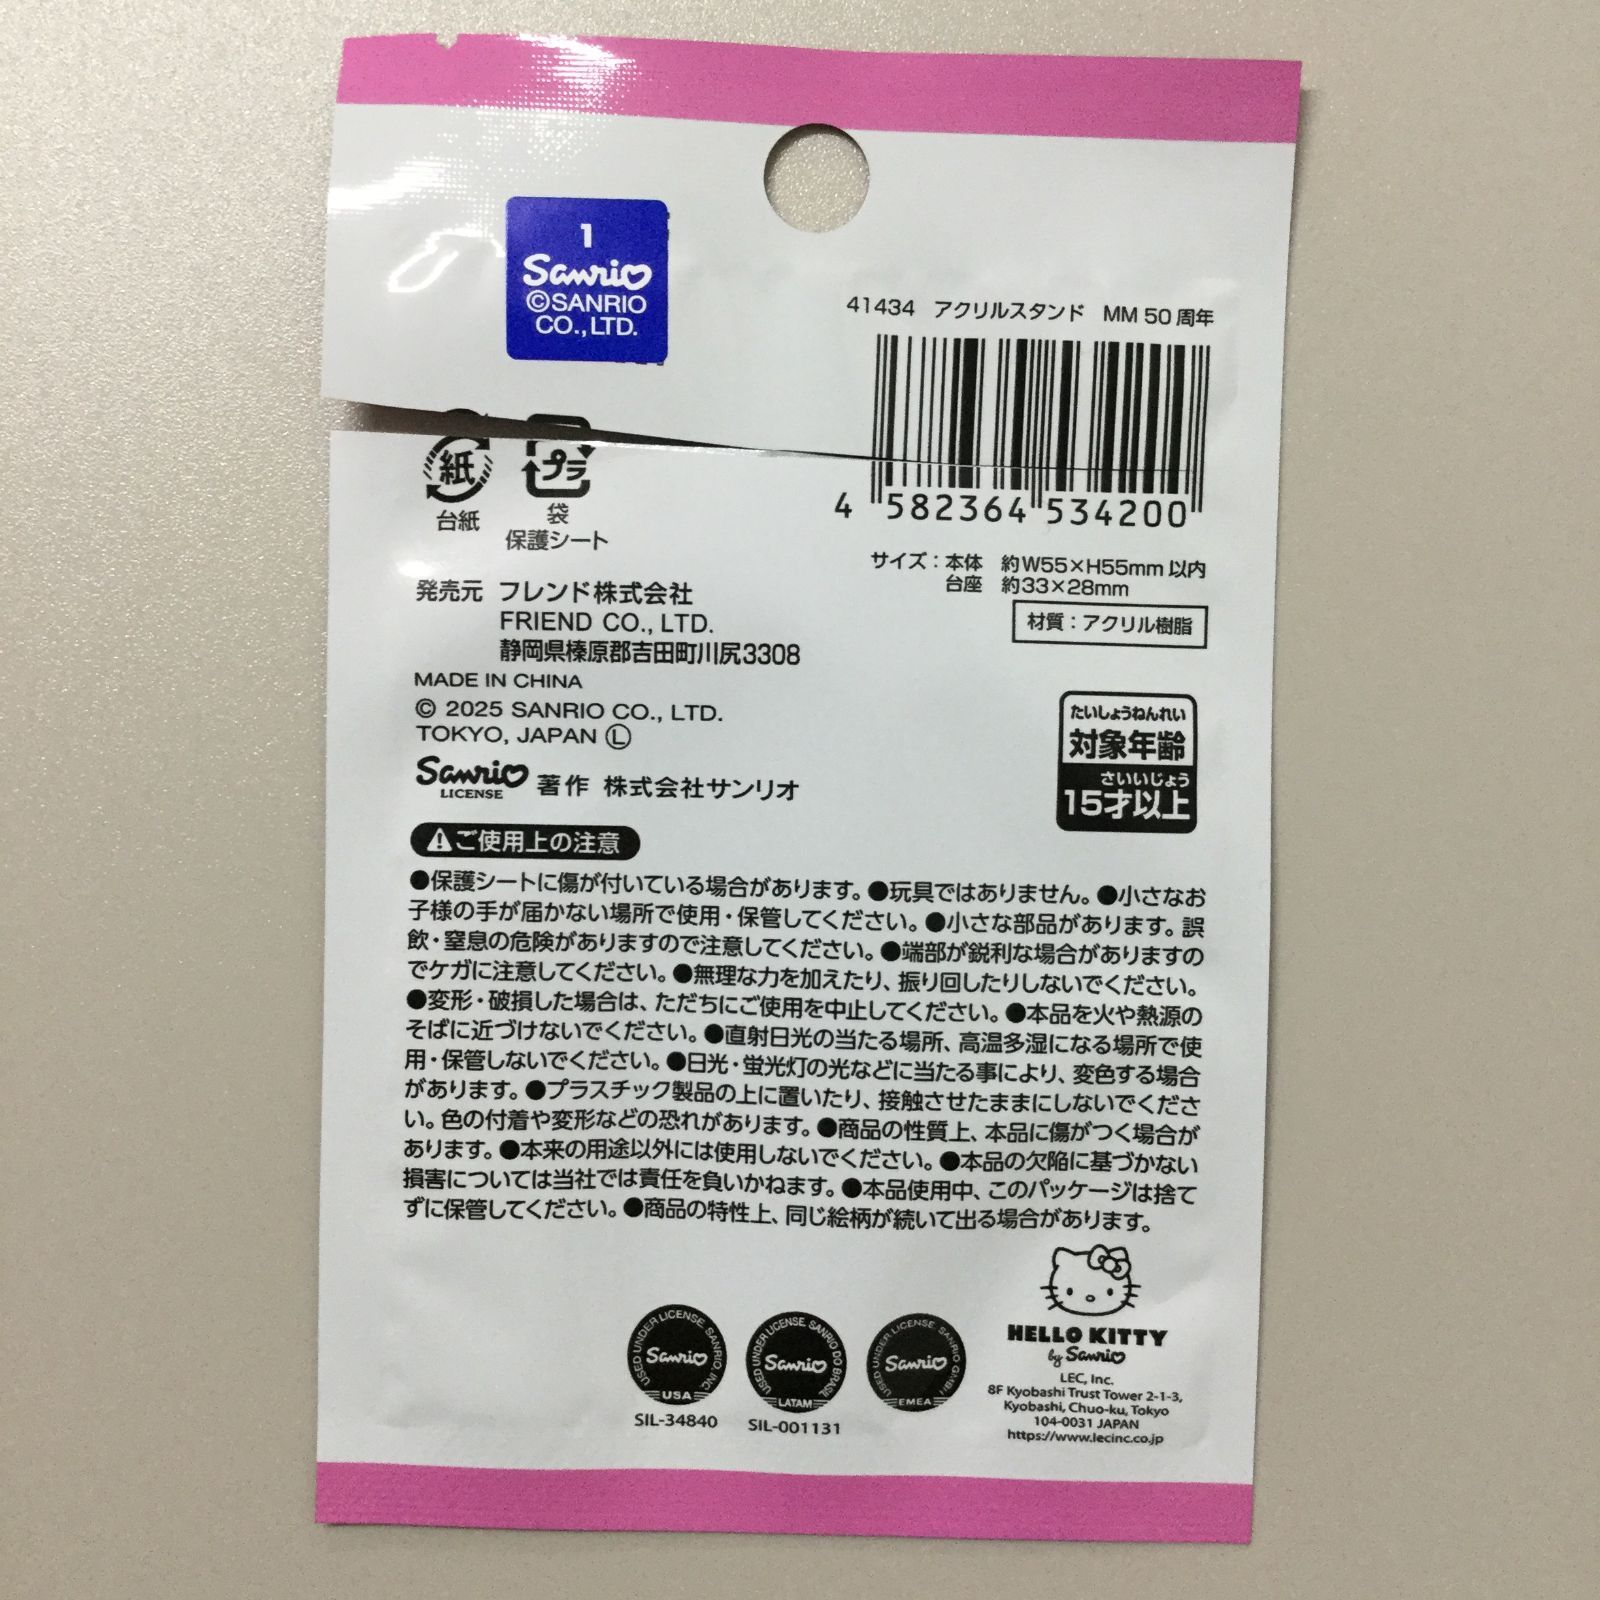 1
Sanrio
©SANRIO
CO.,LTD.
41434 アクリルスタンド MM 50周年
4 582364 534200
紙
プラ
台紙
袋
保護シート
サイズ：本体 約W55×H55mm以内
台座 約33×28mm
材質：アクリル樹脂
発売元 フレンド株式会社
FRIEND CO., LTD.
静岡県榛原郡吉田町川尻3308
MADE IN CHINA
© 2025 SANRIO CO., LTD.
TOKYO, JAPAN Ⓛ
Sanrio
LICENSE
著作 株式会社サンリオ
たいしょうねんれい
対象年齢
さいいじょう
15才以上
⚠ご使用上の注意
●保護シートに傷が付いている場合があります。●玩具ではありません。●小さなお
子様の手が届かない場所で使用・保管してください。●小さな部品があります。誤
飲・窒息の危険がありますので注意してください。●端部が鋭利な場合がありますの
でケガに注意してください。●無理な力を加えたり、振り回したりしないでください。
●変形・破損した場合は、ただちにご使用を中止してください。●本品を火や熱源の
そばに近づけないでください。●直射日光の当たる場所、高温多湿になる場所で使
用・保管しないでください。●日光・蛍光灯の光などに当たる事により、変色する場合
があります。●プラスチック製品の上に置いたり、接触させたままにしないでくださ
い。色の付着や変形などの恐れがあります。●商品の性質上、本品に傷がつく場合が
あります。●本来の用途以外には使用しないでください。●本品の欠陥に基づかない
損害については当社では責任を負いかねます。●本品使用中、このパッケージは捨て
ずに保管してください。●商品の特性上、同じ絵柄が続いて出る場合があります。
USED UNDER LICENSE. SANRIO, INC.
Sanrio
USA
SIL-34840
USED UNDER LICENSE. SANRIO DO BRASIL
Sanrio
LATAM
SIL-001131
USED UNDER LICENSE. SANRIO GMBH
Sanrio
EMEA
HELLO KITTY
by Sanrio
LEC, Inc.
8F Kyobashi Trust Tower 2-1-3,
Kyobashi, Chuo-ku, Tokyo
104-0031 JAPAN
https://www.lecinc.co.jp